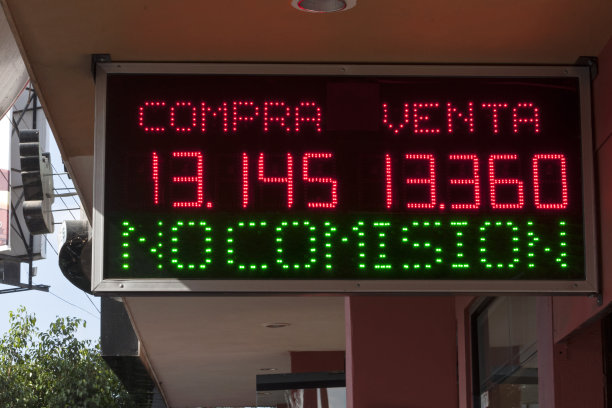 COMPRA VENTA
13.145 13.360
NO COMISION